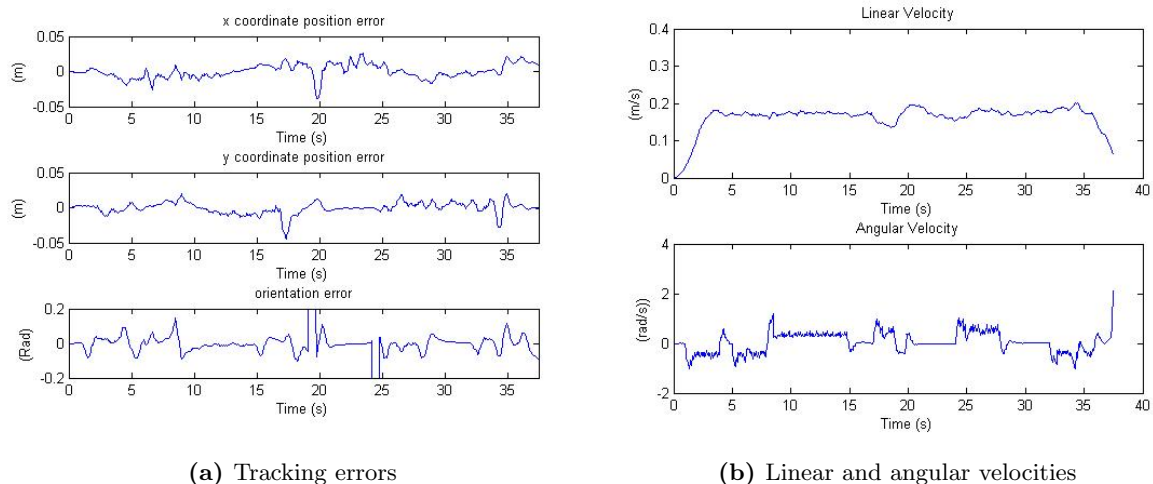 x coordinate position error
0.05
0
-0.05
(m)
0 5 10 15 20 25 30 35
Time (s)
y coordinate position error
0.05
0
-0.05
(m)
0 5 10 15 20 25 30 35
Time (s)
orientation error
0.2
0
-0.2
(Rad)
0 5 10 15 20 25 30 35
Time (s)
(a) Tracking errors
Linear Velocity
0.4
0.3
0.2
0.1
0
(m/s)
0 5 10 15 20 25 30 35 40
Time (s)
Angular Velocity
4
2
0
-2
(rad/s))
0 5 10 15 20 25 30 35 40
Time (s)
(b) Linear and angular velocities